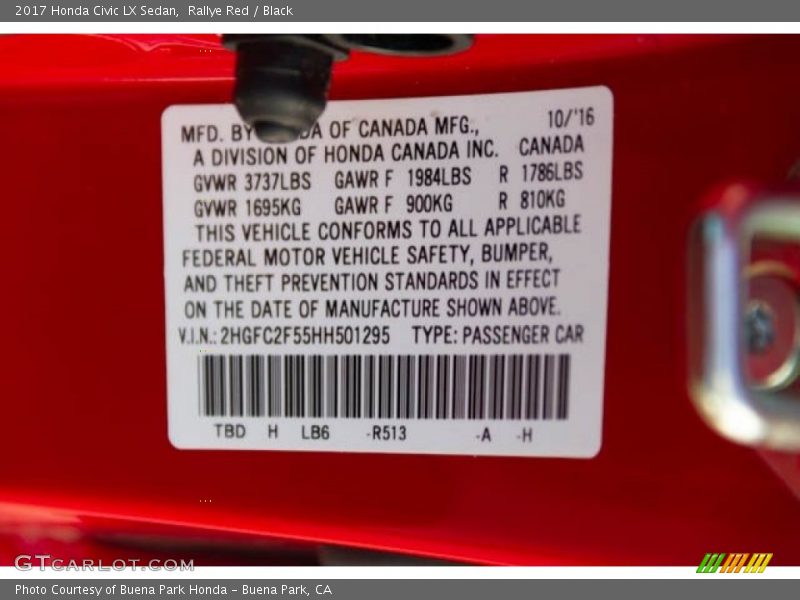 2017 Honda Civic LX Sedan, Rallye Red / Black
10/'16
MFD. BY DA OF CANADA MFG.,
A DIVISION OF HONDA CANADA INC. CANADA
GVWR 3737LBS GAWR F 1984LBS R 1786LBS
GVWR 1695KG GAWR F 900KG R 810KG
THIS VEHICLE CONFORMS TO ALL APPLICABLE
FEDERAL MOTOR VEHICLE SAFETY, BUMPER,
AND THEFT PREVENTION STANDARDS IN EFFECT
ON THE DATE OF MANUFACTURE SHOWN ABOVE.
V.I.N.: 2HGFC2F55HH501295 TYPE: PASSENGER CAR
TBD H LB6 -R513 -A -H
GTCARLOT.COM
Photo Courtesy of Buena Park Honda - Buena Park, CA